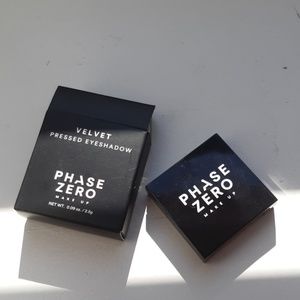 VELVET
PRESSED EYESHADOW
PHASE
ZERO
MAKE UP
NET WT. 0.09 oz. / 2.5g
PHASE
ZERO
MAKE UP